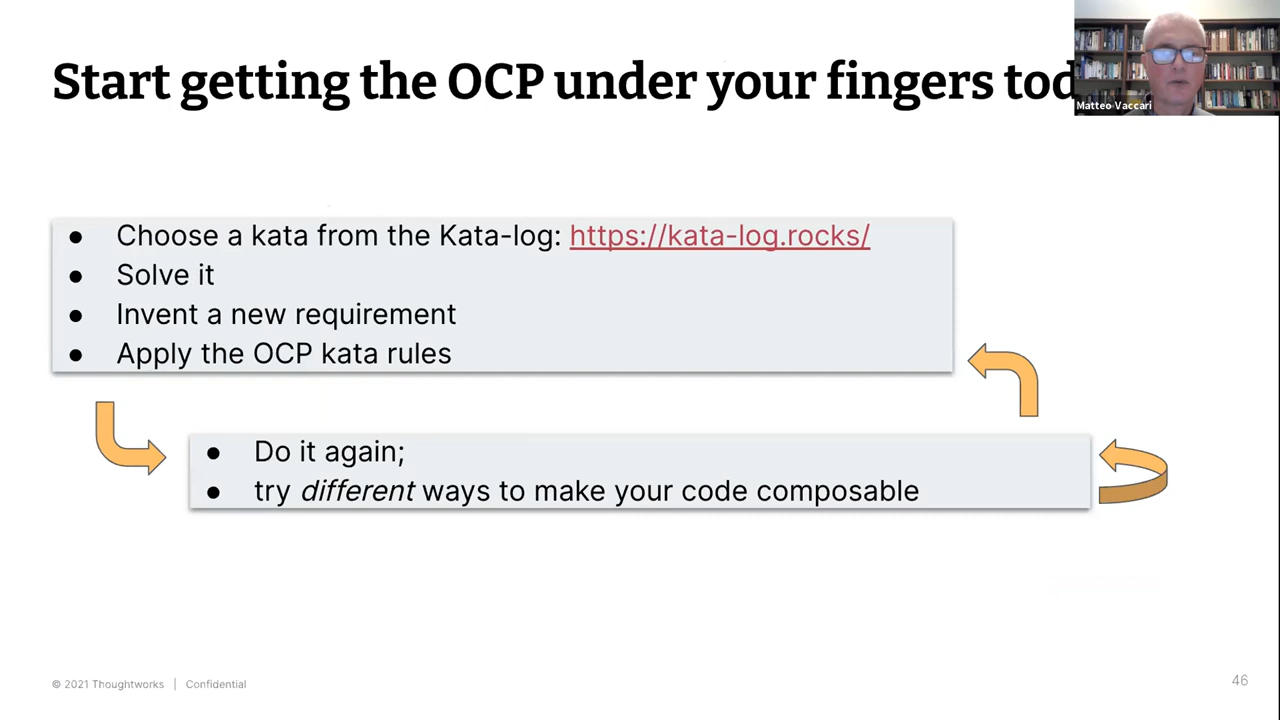 Start getting the OCP under your fingers tod
Matteo Vaccari
● Choose a kata from the Kata-log: https://kata-log.rocks/
● Solve it
● Invent a new requirement
● Apply the OCP kata rules
● Do it again;
● try different ways to make your code composable
© 2021 Thoughtworks | Confidential
46